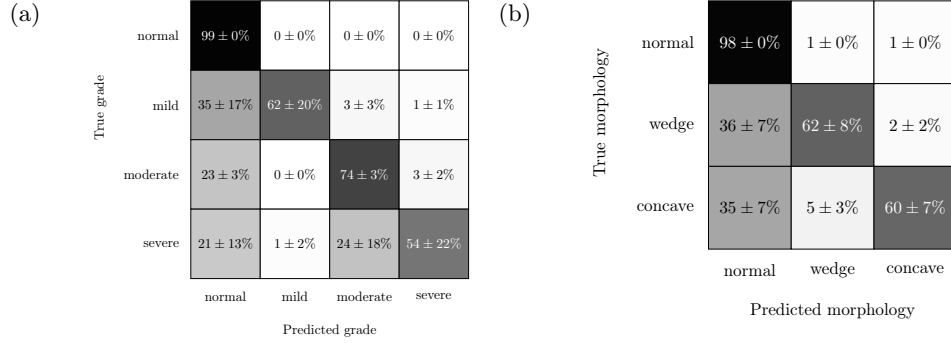 (a)
True grade
normal 99 ± 0% 0 ± 0% 0 ± 0% 0 ± 0%
mild 35 ± 17% 62 ± 20% 3 ± 3% 1 ± 1%
moderate 23 ± 3% 0 ± 0% 74 ± 3% 3 ± 2%
severe 21 ± 13% 1 ± 2% 24 ± 18% 54 ± 22%
normal mild moderate severe
Predicted grade
(b)
True morphology
normal 98 ± 0% 1 ± 0% 1 ± 0%
wedge 36 ± 7% 62 ± 8% 2 ± 2%
concave 35 ± 7% 5 ± 3% 60 ± 7%
normal wedge concave
Predicted morphology